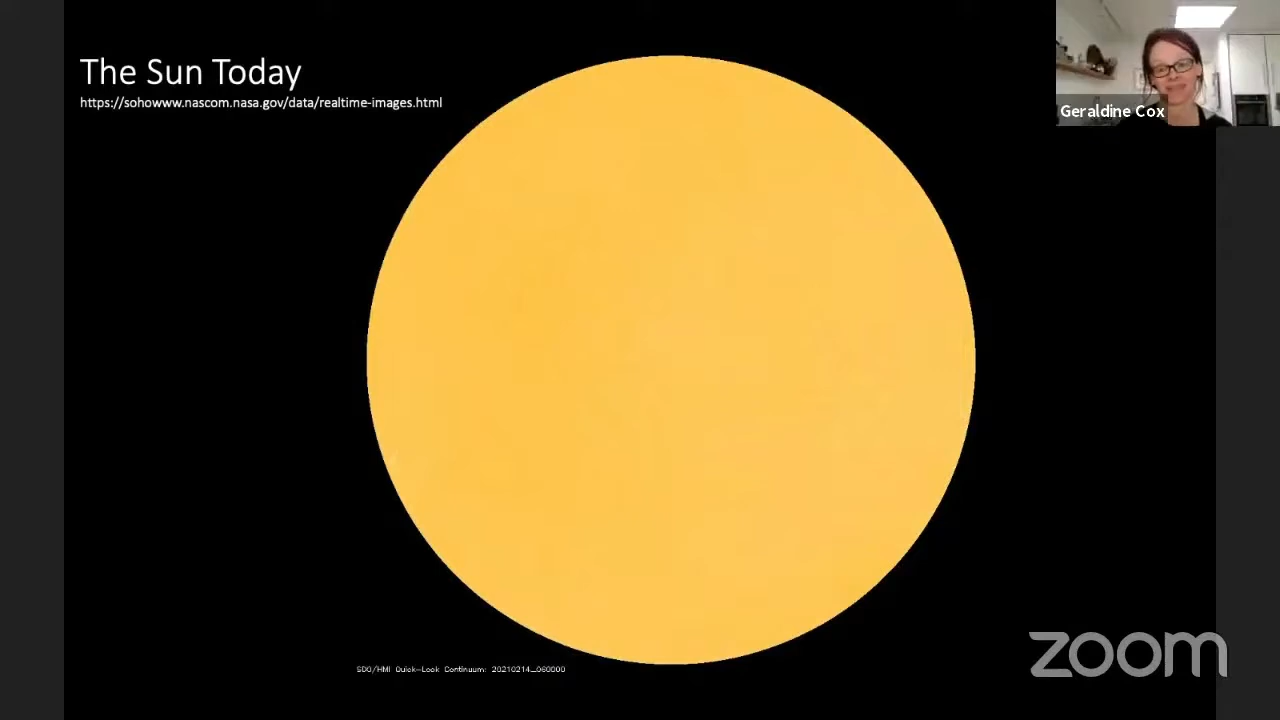 The Sun Today
https://sohowww.nascom.nasa.gov/data/realtime-images.html
Geraldine Cox
SDO/HMI Quick-Look Continuum: 20210214_060000
zoom